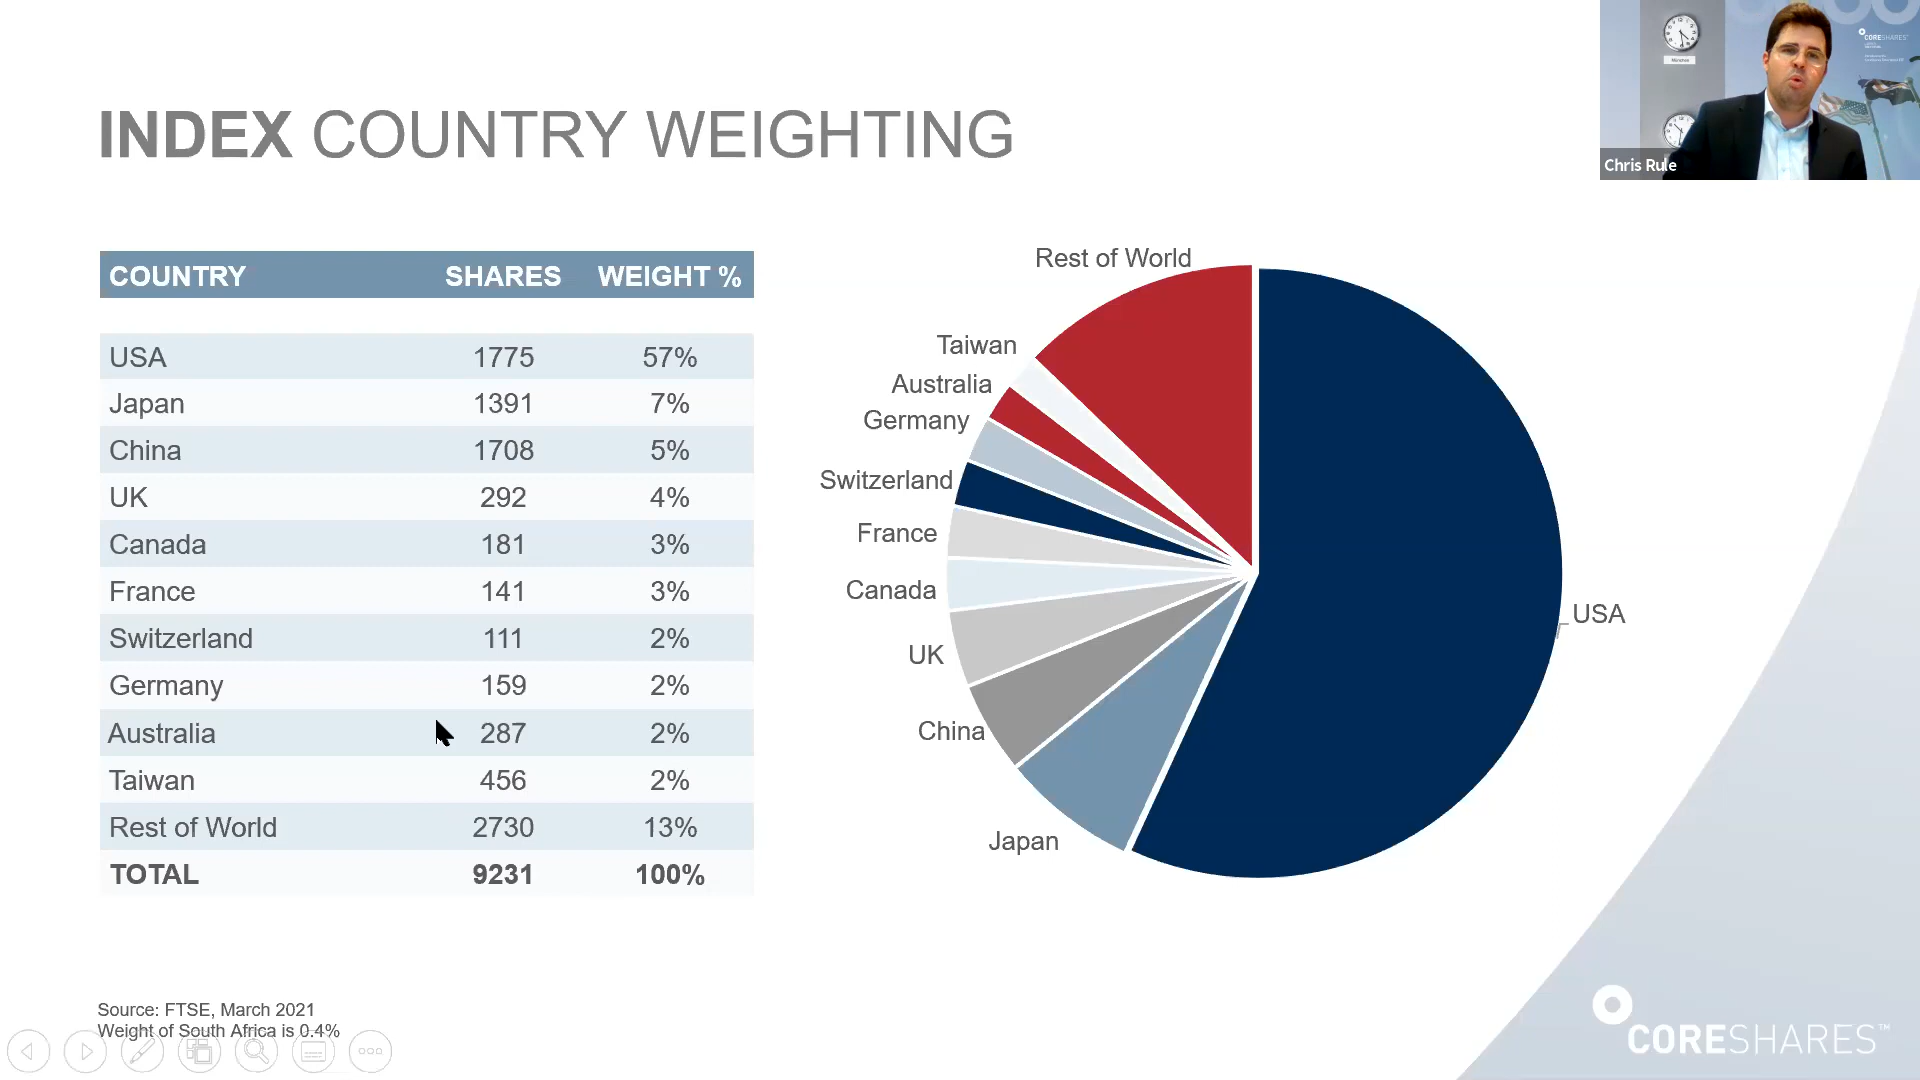 INDEX COUNTRY WEIGHTING
CORESHARES
Chris Rule
COUNTRY SHARES WEIGHT %
USA 1775 57%
Japan 1391 7%
China 1708 5%
UK 292 4%
Canada 181 3%
France 141 3%
Switzerland 111 2%
Germany 159 2%
Australia 287 2%
Taiwan 456 2%
Rest of World 2730 13%
TOTAL 9231 100%
Rest of World
Taiwan
Australia
Germany
Switzerland
France
Canada
UK
China
Japan
USA
Source: FTSE, March 2021
Weight of South Africa is 0.4%
CORESHARES™